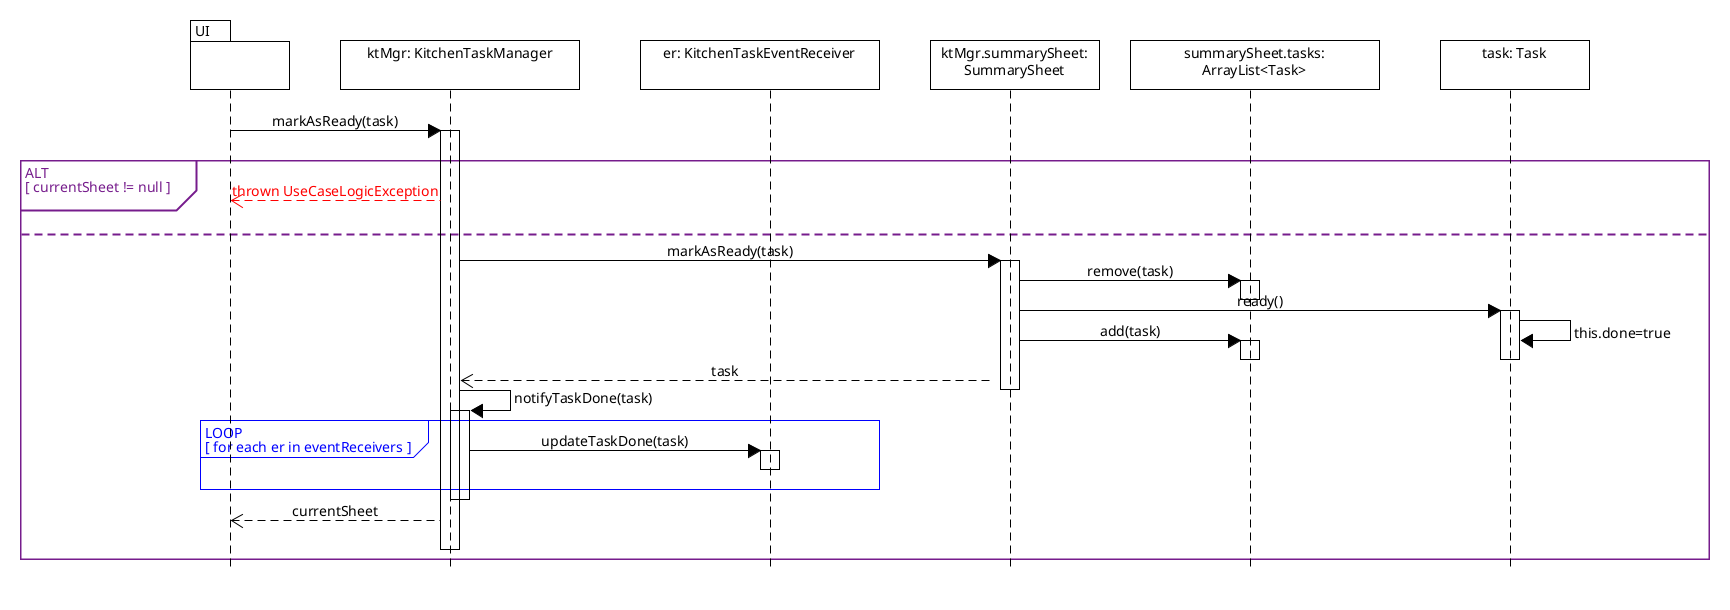 UI
ktMgr: KitchenTaskManager
er: KitchenTaskEventReceiver
ktMgr.summarySheet:
SummarySheet
summarySheet.tasks:
ArrayList<Task>
task: Task
markAsReady(task)
ALT
[ currentSheet != null ]
thrown UseCaseLogicException
markAsReady(task)
remove(task)
ready()
this.done=true
add(task)
task
notifyTaskDone(task)
LOOP
[ for each er in eventReceivers ]
updateTaskDone(task)
currentSheet